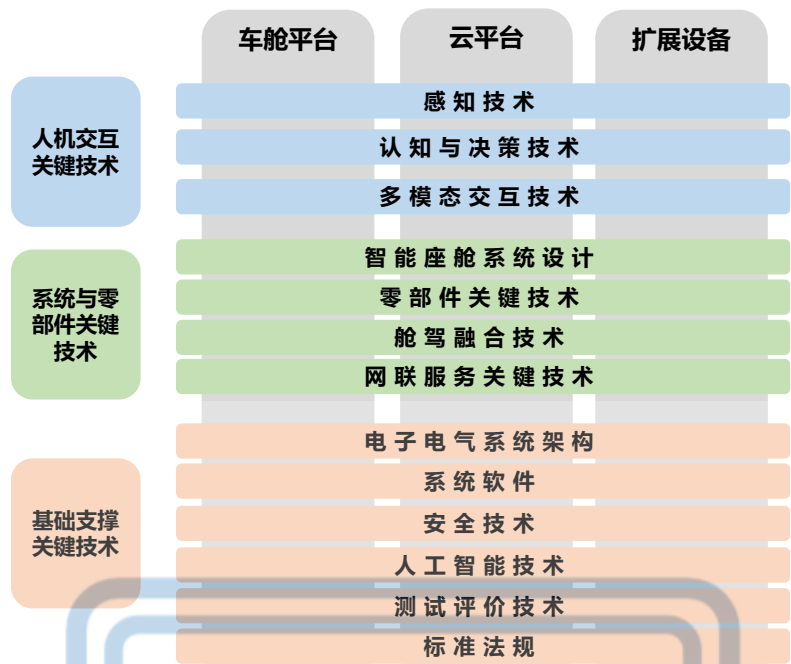 车舱平台
云平台
扩展设备
人机交互
关键技术
感知技术
认知与决策技术
多模态交互技术
系统与零
部件关键
技术
智能座舱系统设计
零部件关键技术
舱驾融合技术
网联服务关键技术
基础支撑
关键技术
电子电气系统架构
系统软件
安全技术
人工智能技术
测试评价技术
标准法规